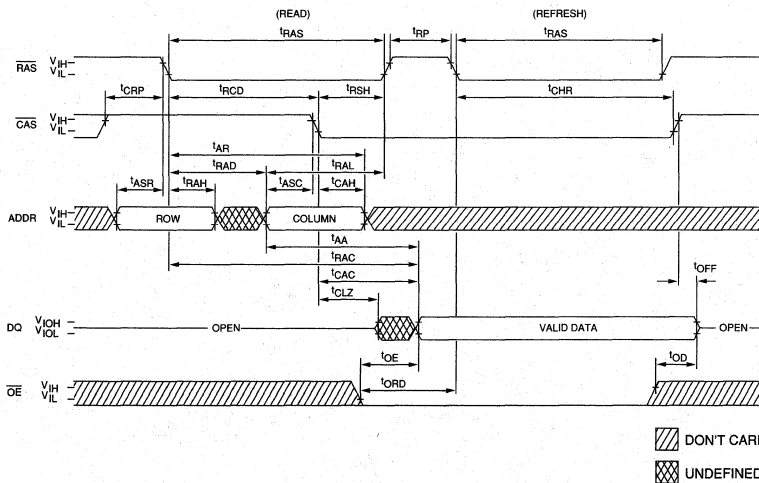 (READ) (REFRESH)
tRAS tRP tRAS
RAS VIH VIL
tCRP tRCD tRSH tCHR
CAS VIH VIL
tAR
tRAD tRAL
tASR tRAH tASC tCAH
ADDR VIH VIL ROW COLUMN
tAA
tRAC
tCAC tOFF
tCLZ
DQ VIOH VIOL OPEN VALID DATA OPEN
tOE tOD
tORD
OE VIH VIL
DON'T CARE
UNDEFINED